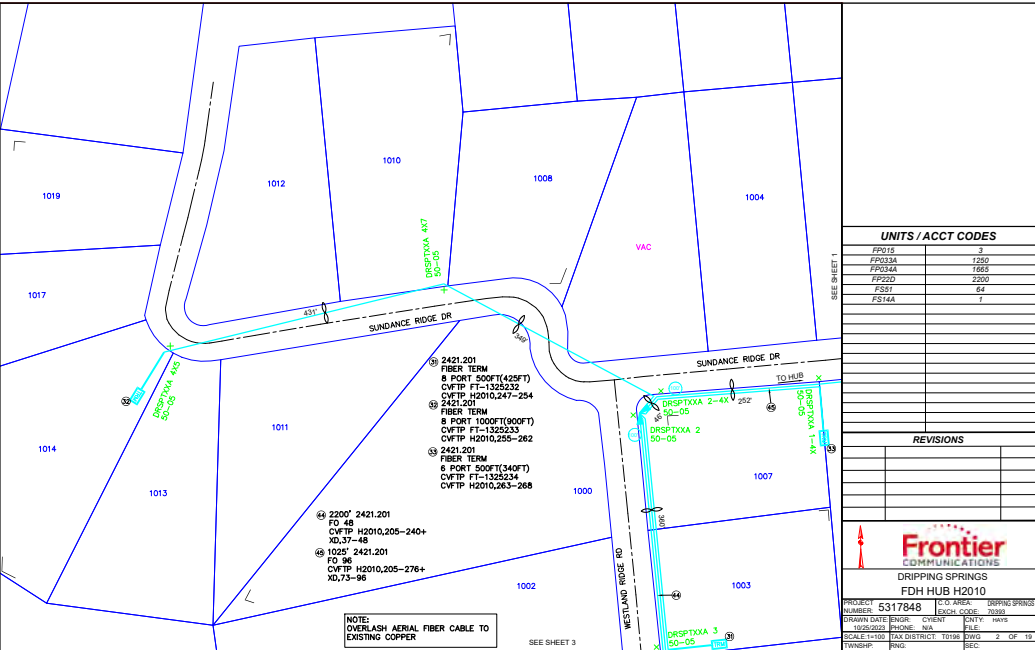 1019
1012
1010
1008
1004
VAC
1017
DRSPTXXA 4X7
50-05
431'
SUNDANCE RIDGE DR
349'
SUNDANCE RIDGE DR
TO HUB
SEE SHEET 1
32
DRSPTXXA 4X5
50-05
DRSPTXXA 2-4X
50-05
252'
45
DRSPTXXA 1-4X
50-05
33
DRSPTXXA 2
50-05
31 2421.201
FIBER TERM
8 PORT 500FT(425FT)
CVFTP FT-1325232
CVFTP H2010,247-254
32 2421.201
FIBER TERM
8 PORT 1000FT(900FT)
CVFTP FT-1325233
CVFTP H2010,255-262
33 2421.201
FIBER TERM
6 PORT 500FT(340FT)
CVFTP FT-1325234
CVFTP H2010,263-268
1014
1013
1011
1000
1007
360'
44 2200' 2421.201
FO 48
CVFTP H2010,205-240+
XD,37-48
45 1025' 2421.201
FO 96
CVFTP H2010,205-276+
XD,73-96
1002
1003
44
WESTLAND RIDGE RD
DRSPTXXA 3
50-05
31
NOTE:
OVERLASH AERIAL FIBER CABLE TO
EXISTING COPPER
SEE SHEET 3
UNITS / ACCT CODES
FP015 3
FP033A 1250
FP034A 1665
FP22D 2200
FS51 64
FS14A 1
REVISIONS
Frontier
COMMUNICATIONS
DRIPPING SPRINGS
FDH HUB H2010
PROJECT NUMBER: 5317848 C.O. AREA: DRIPPING SPRINGS
EXCH. CODE: 70393
DRAWN DATE: 10/25/2023 ENGR: CYIENT CNTY: HAYS
PHONE: N/A FILE:
SCALE:1=100 TAX DISTRICT: T0196 DWG 2 OF 19
TWNSHP: RNG: SEC: